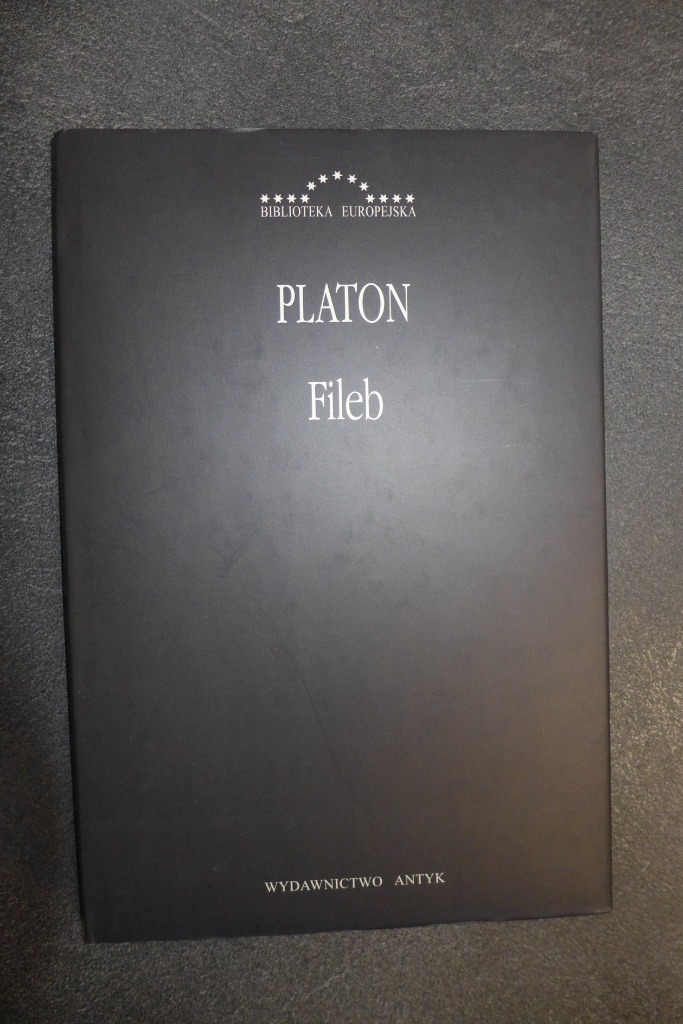 BIBLIOTEKA EUROPEJSKA
PLATON
Fileb
WYDAWNICTWO ANTYK